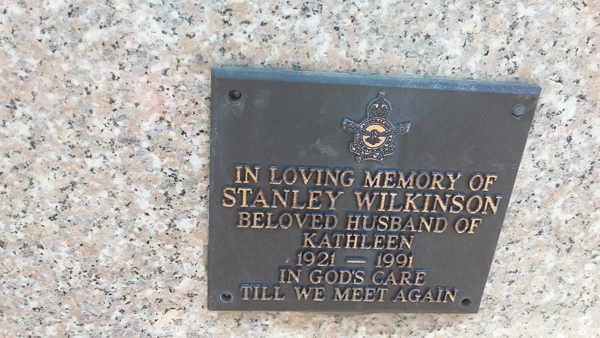 IN LOVING MEMORY OF
STANLEY WILKINSON
BELOVED HUSBAND OF
KATHLEEN
1921 — 1991
IN GOD'S CARE
TILL WE MEET AGAIN